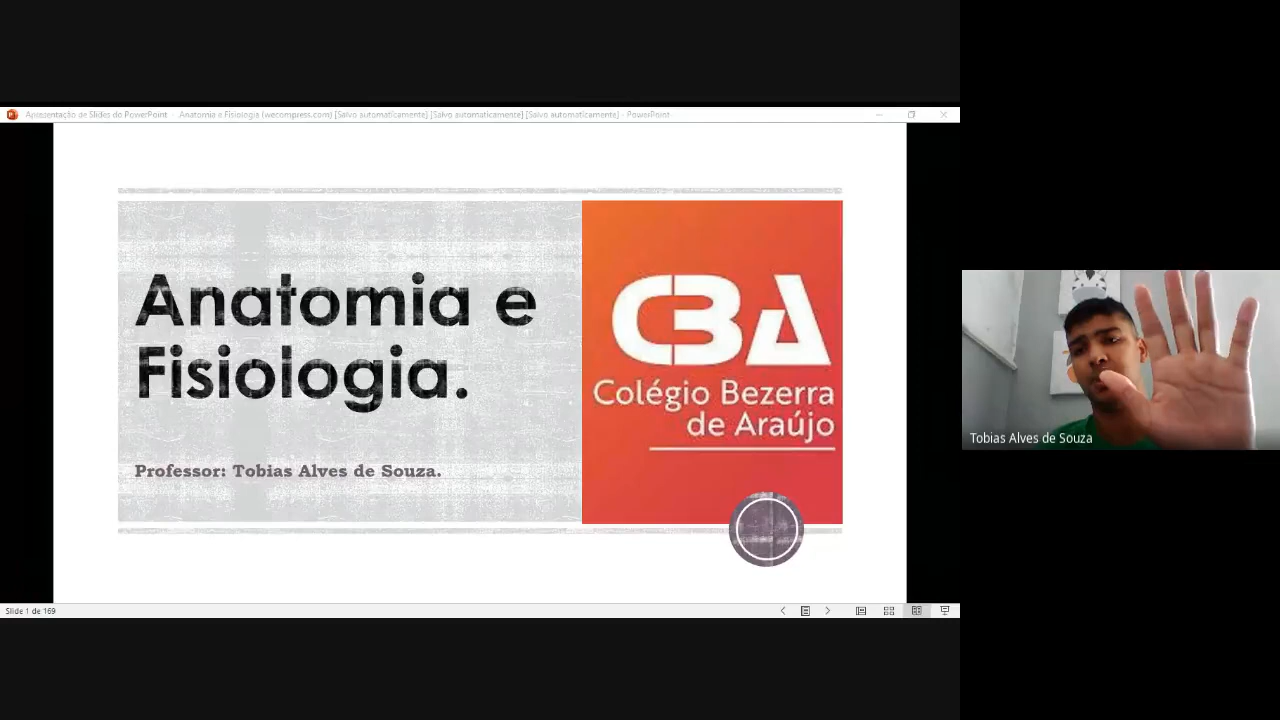 Apresentação de Slides do PowerPoint - Anatomia e Fisiologia (wecompress.com) [Salvo automaticamente] [Salvo automaticamente] [Salvo automaticamente] - PowerPoint
Anatomia e
Fisiologia.
Professor: Tobias Alves de Souza.
CBA
Colégio Bezerra
de Araújo
Slide 1 de 169
Tobias Alves de Souza